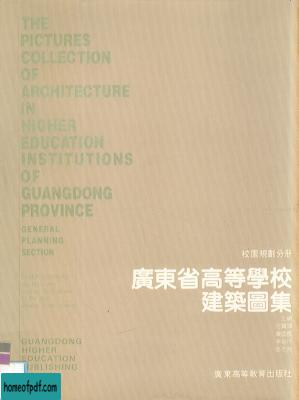 THE
PICTURES
COLLECTION
OF
ARCHITECTURE
IN
HIGHER
EDUCATION
INSTITUTIONS
OF
GUANGDONG
PROVINCE
GENERAL
PLANNING
SECTION
校園規劃分册
廣東省高等學校
建築圖集
GUANGDONG
HIGHER
EDUCATION
PUBLISHING
廣東高等教育出版社
homeofpdf.com